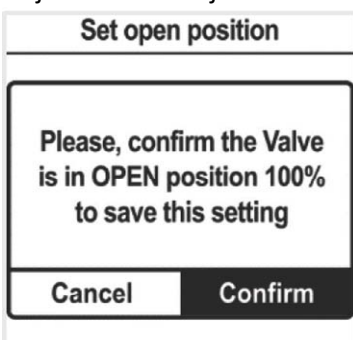 Set open position
Please, confirm the Valve
is in OPEN position 100%
to save this setting
Cancel Confirm